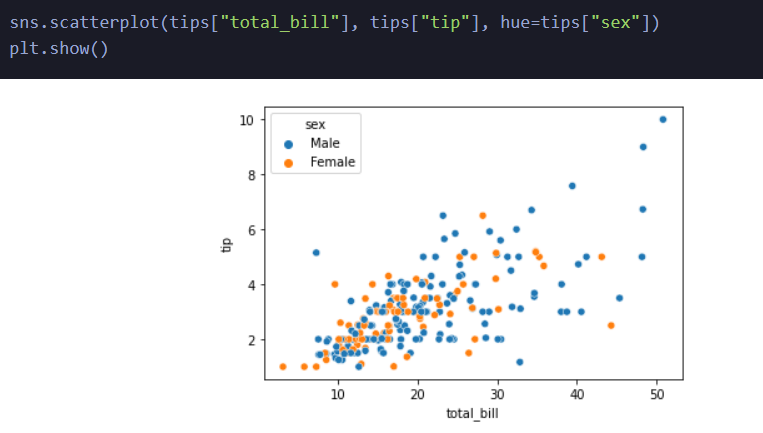 sns.scatterplot(tips["total_bill"], tips["tip"], hue=tips["sex"])
plt.show()
sex
Male
Female
10
8
6
4
2
tip
10
20
30
40
50
total_bill